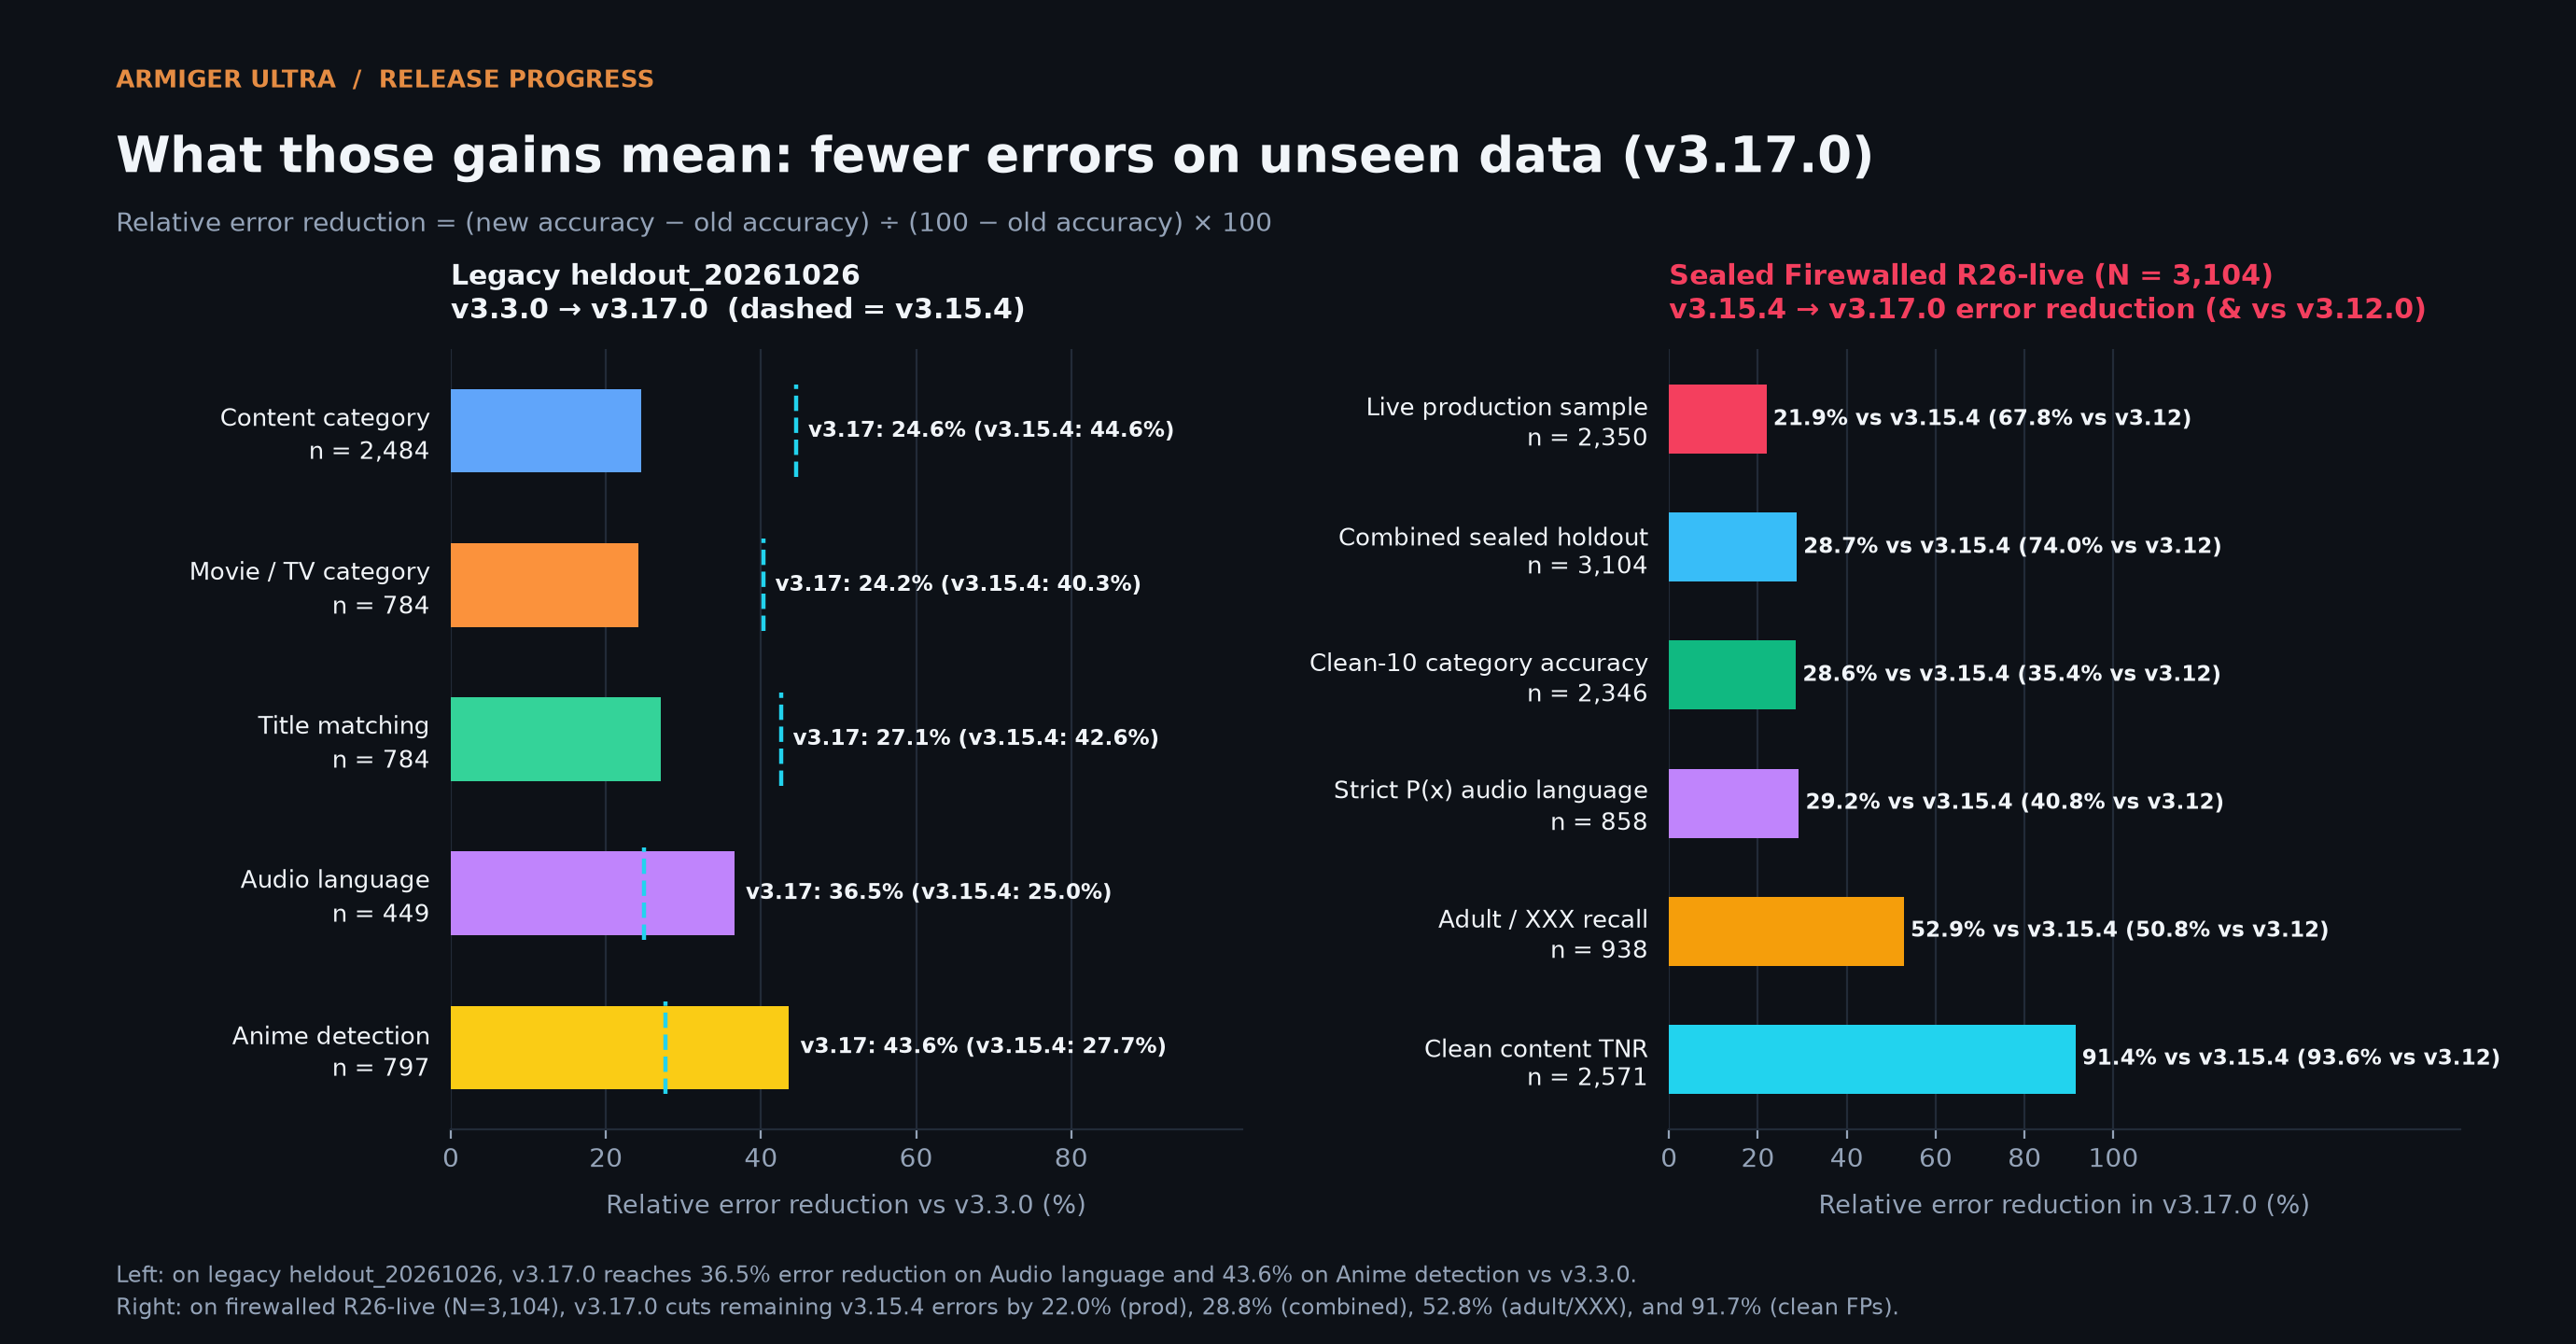 ARMIGER ULTRA / RELEASE PROGRESS
What those gains mean: fewer errors on unseen data (v3.17.0)
Relative error reduction = (new accuracy − old accuracy) ÷ (100 − old accuracy) × 100
Legacy heldout_20261026
v3.3.0 → v3.17.0 (dashed = v3.15.4)
Content category
n = 2,484
v3.17: 24.6% (v3.15.4: 44.6%)
Movie / TV category
n = 784
v3.17: 24.2% (v3.15.4: 40.3%)
Title matching
n = 784
v3.17: 27.1% (v3.15.4: 42.6%)
Audio language
n = 449
v3.17: 36.5% (v3.15.4: 25.0%)
Anime detection
n = 797
v3.17: 43.6% (v3.15.4: 27.7%)
0 20 40 60 80
Relative error reduction vs v3.3.0 (%)
Sealed Firewalled R26-live (N = 3,104)
v3.15.4 → v3.17.0 error reduction (& vs v3.12.0)
Live production sample
n = 2,350
21.9% vs v3.15.4 (67.8% vs v3.12)
Combined sealed holdout
n = 3,104
28.7% vs v3.15.4 (74.0% vs v3.12)
Clean-10 category accuracy
n = 2,346
28.6% vs v3.15.4 (35.4% vs v3.12)
Strict P(x) audio language
n = 858
29.2% vs v3.15.4 (40.8% vs v3.12)
Adult / XXX recall
n = 938
52.9% vs v3.15.4 (50.8% vs v3.12)
Clean content TNR
n = 2,571
91.4% vs v3.15.4 (93.6% vs v3.12)
0 20 40 60 80 100
Relative error reduction in v3.17.0 (%)
Left: on legacy heldout_20261026, v3.17.0 reaches 36.5% error reduction on Audio language and 43.6% on Anime detection vs v3.3.0.
Right: on firewalled R26-live (N=3,104), v3.17.0 cuts remaining v3.15.4 errors by 22.0% (prod), 28.8% (combined), 52.8% (adult/XXX), and 91.7% (clean FPs).